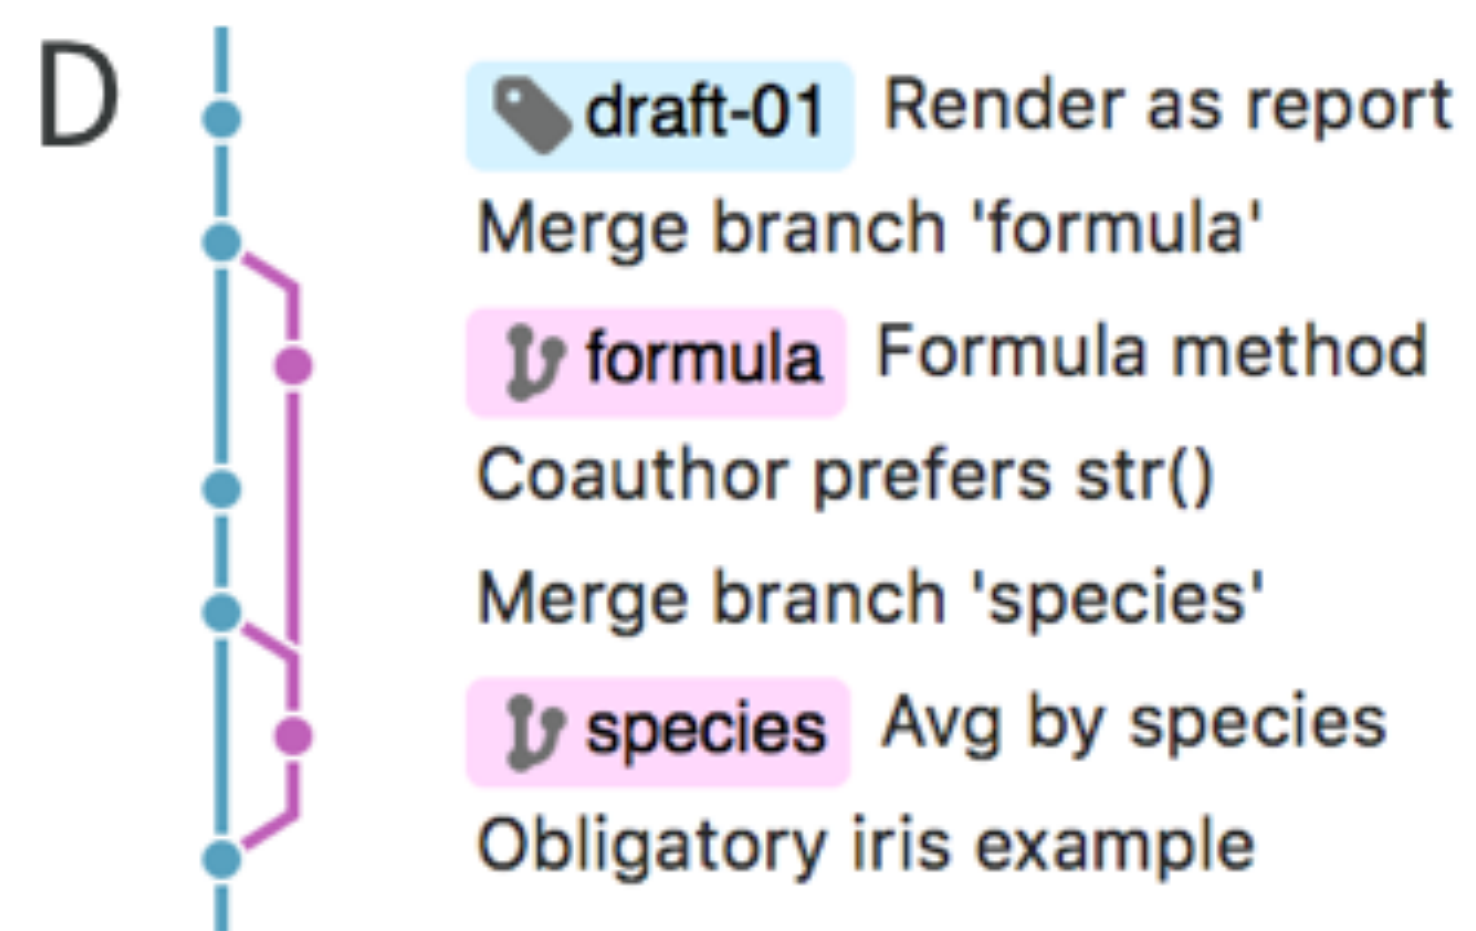 D
draft-01 Render as report
Merge branch 'formula'
formula Formula method
Coauthor prefers str()
Merge branch 'species'
species Avg by species
Obligatory iris example